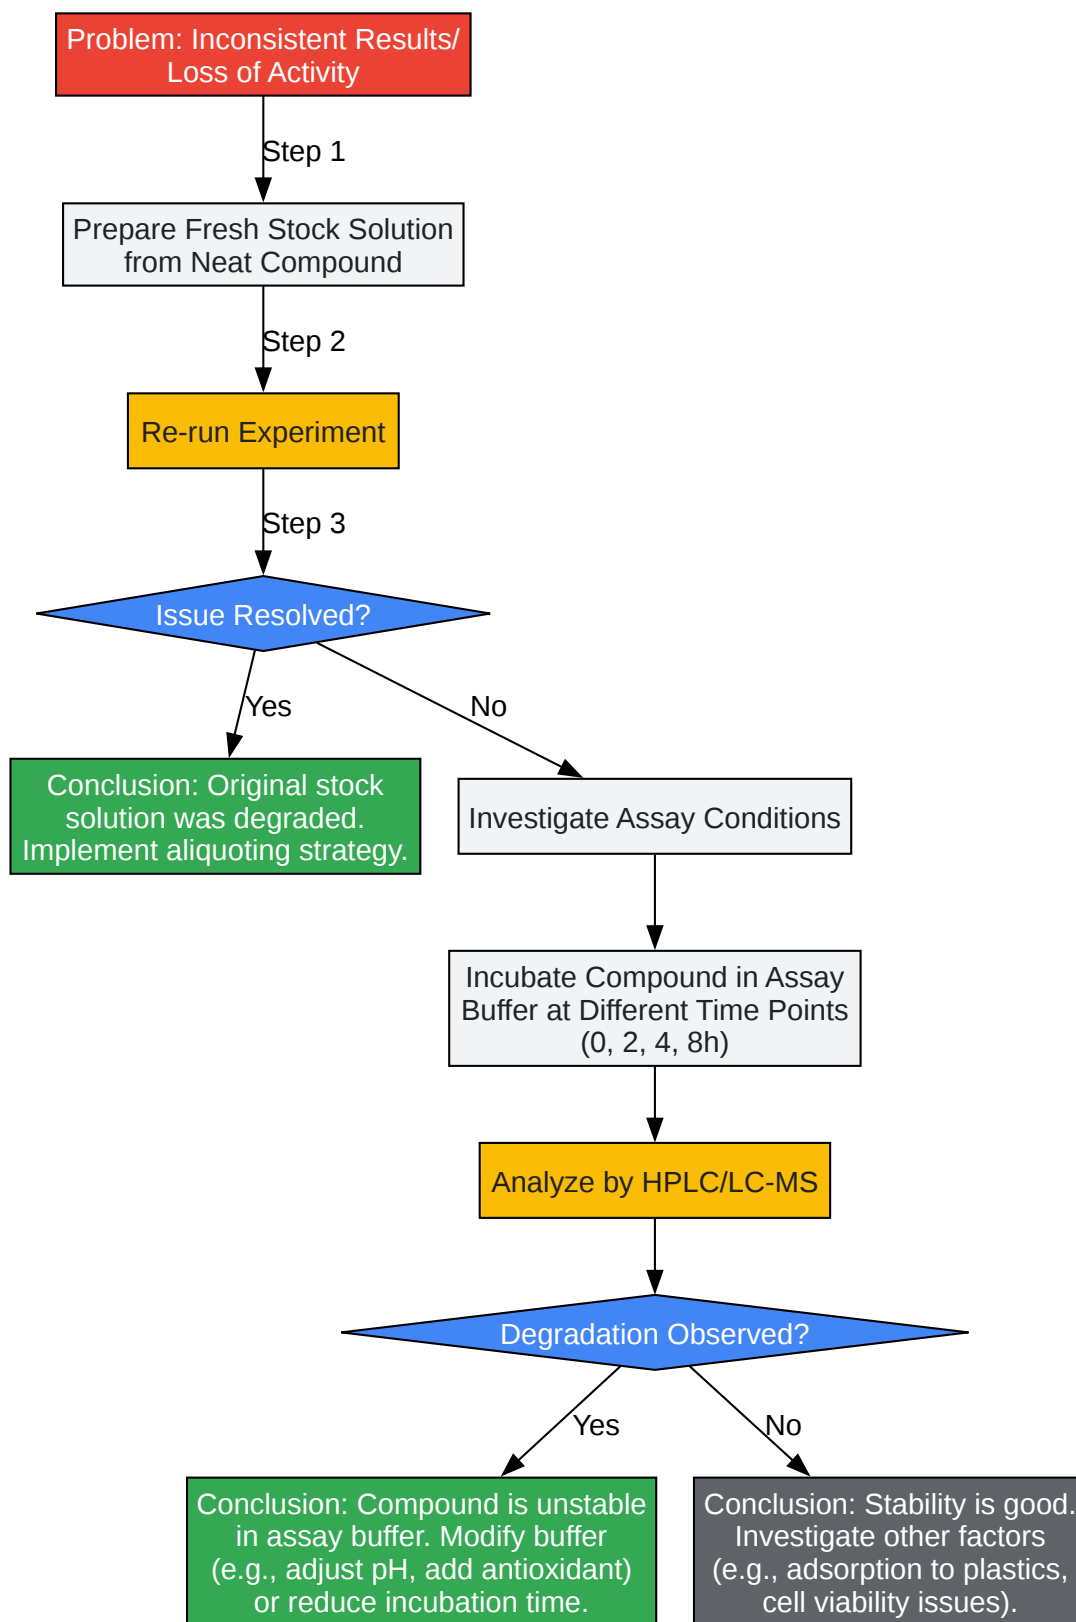 Problem: Inconsistent Results/
Loss of Activity
Step 1
Prepare Fresh Stock Solution
from Neat Compound
Step 2
Re-run Experiment
Step 3
Issue Resolved?
Yes
No
Conclusion: Original stock
solution was degraded.
Implement aliquoting strategy.
Investigate Assay Conditions
Incubate Compound in Assay
Buffer at Different Time Points
(0, 2, 4, 8h)
Analyze by HPLC/LC-MS
Degradation Observed?
Yes
No
Conclusion: Compound is unstable
in assay buffer. Modify buffer
(e.g., adjust pH, add antioxidant)
or reduce incubation time.
Conclusion: Stability is good.
Investigate other factors
(e.g., adsorption to plastics,
cell viability issues).